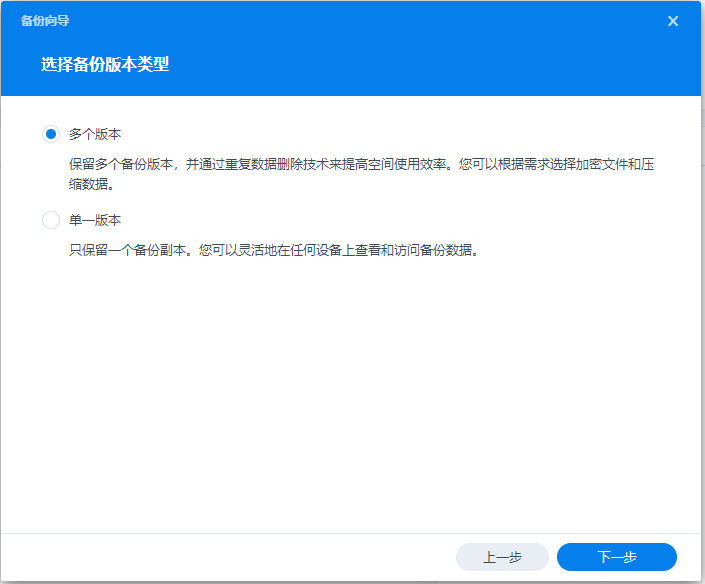 备份向导
选择备份版本类型
多个版本
保留多个备份版本，并通过重复数据删除技术来提高空间使用效率。您可以根据需求选择加密文件和压
缩数据。
单一版本
只保留一个备份副本。您可以灵活地在任何设备上查看和访问备份数据。
上一步
下一步